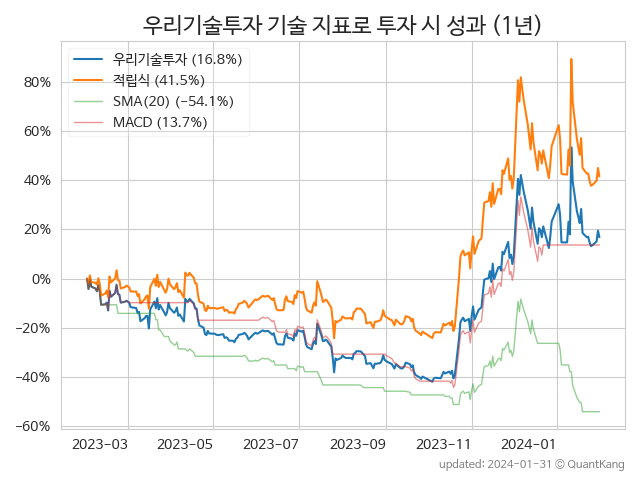 우리기술투자 기술 지표로 투자 시 성과 (1년)
우리기술투자 (16.8%)
적립식 (41.5%)
SMA(20) (−54.1%)
MACD (13.7%)
80%
60%
40%
20%
0%
−20%
−40%
−60%
2023-03 2023-05 2023-07 2023-09 2023-11 2024-01
updated: 2024-01-31 © QuantKang